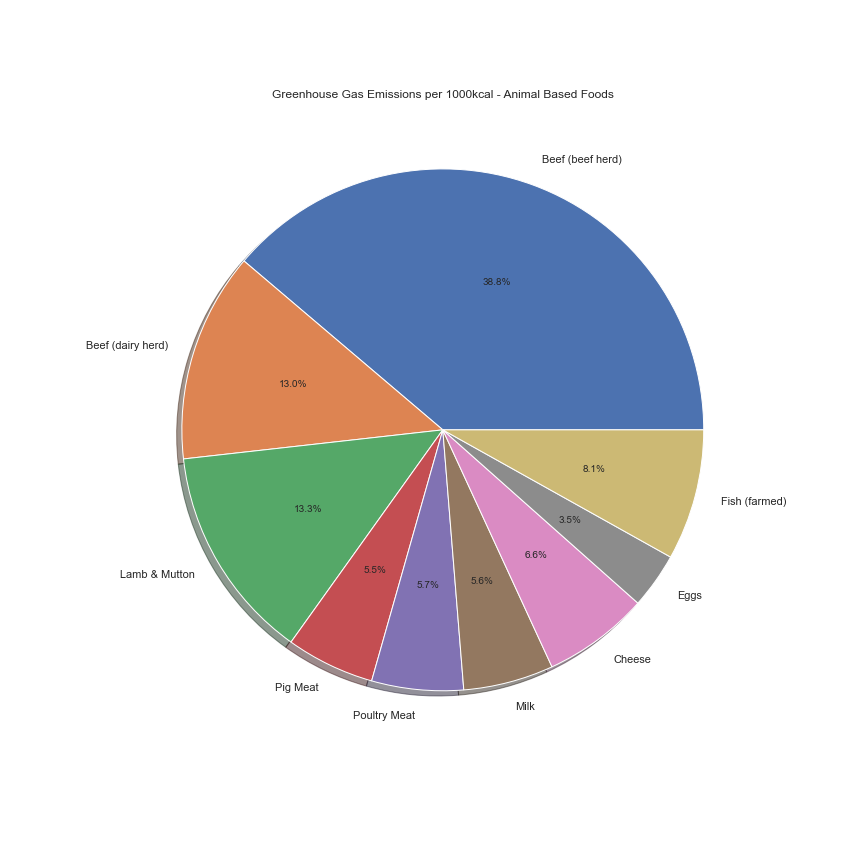 Greenhouse Gas Emissions per 1000kcal - Animal Based Foods
Beef (beef herd)
38.8%
Beef (dairy herd)
13.0%
Lamb & Mutton
13.3%
Pig Meat
5.5%
Poultry Meat
5.7%
Milk
5.6%
Cheese
6.6%
Eggs
3.5%
Fish (farmed)
8.1%